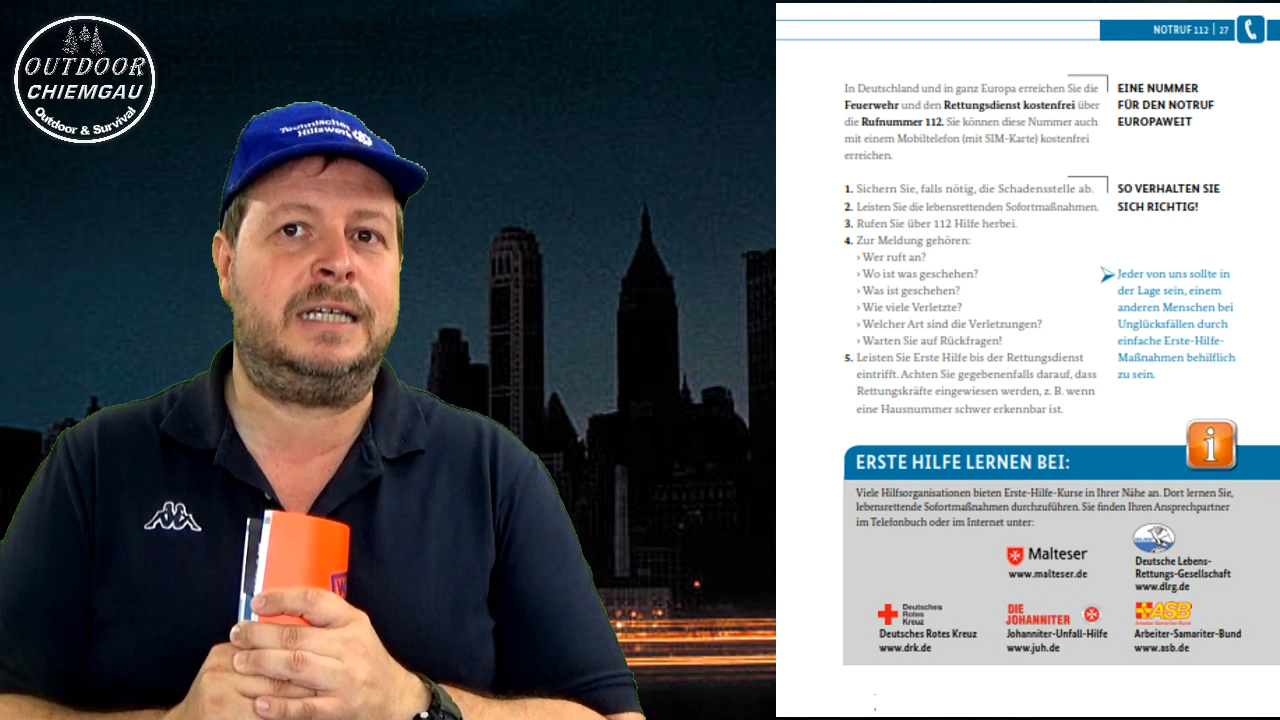 OUTDOOR
CHIEMGAU
Outdoor & Survival
Technisches
Hilfswerk
NOTRUF 112 | 27
In Deutschland und in ganz Europa erreichen Sie die
Feuerwehr und den Rettungsdienst kostenfrei über
die Rufnummer 112. Sie können diese Nummer auch
mit einem Mobiltelefon (mit SIM-Karte) kostenfrei
erreichen.
EINE NUMMER
FÜR DEN NOTRUF
EUROPAWEIT
1. Sichern Sie, falls nötig, die Schadensstelle ab.
2. Leisten Sie die lebensrettenden Sofortmaßnahmen.
3. Rufen Sie über 112 Hilfe herbei.
4. Zur Meldung gehören:
› Wer ruft an?
› Wo ist was geschehen?
› Was ist geschehen?
› Wie viele Verletzte?
› Welcher Art sind die Verletzungen?
› Warten Sie auf Rückfragen!
5. Leisten Sie Erste Hilfe bis der Rettungsdienst
eintrifft. Achten Sie gegebenenfalls darauf, dass
Rettungskräfte eingewiesen werden, z. B. wenn
eine Hausnummer schwer erkennbar ist.
SO VERHALTEN SIE
SICH RICHTIG!
Jeder von uns sollte in
der Lage sein, einem
anderen Menschen bei
Unglücksfällen durch
einfache Erste-Hilfe-
Maßnahmen behilflich
zu sein.
i
ERSTE HILFE LERNEN BEI:
Viele Hilfsorganisationen bieten Erste-Hilfe-Kurse in Ihrer Nähe an. Dort lernen Sie,
lebensrettende Sofortmaßnahmen durchzuführen. Sie finden Ihren Ansprechpartner
im Telefonbuch oder im Internet unter:
Malteser
www.malteser.de
Deutsche Lebens-
Rettungs-Gesellschaft
www.dlrg.de
Deutsches
Rotes
Kreuz
Deutsches Rotes Kreuz
www.drk.de
DIE
JOHANNITER
Johanniter-Unfall-Hilfe
www.juh.de
ASB
Arbeiter-Samariter-Bund
Arbeiter-Samariter-Bund
www.asb.de